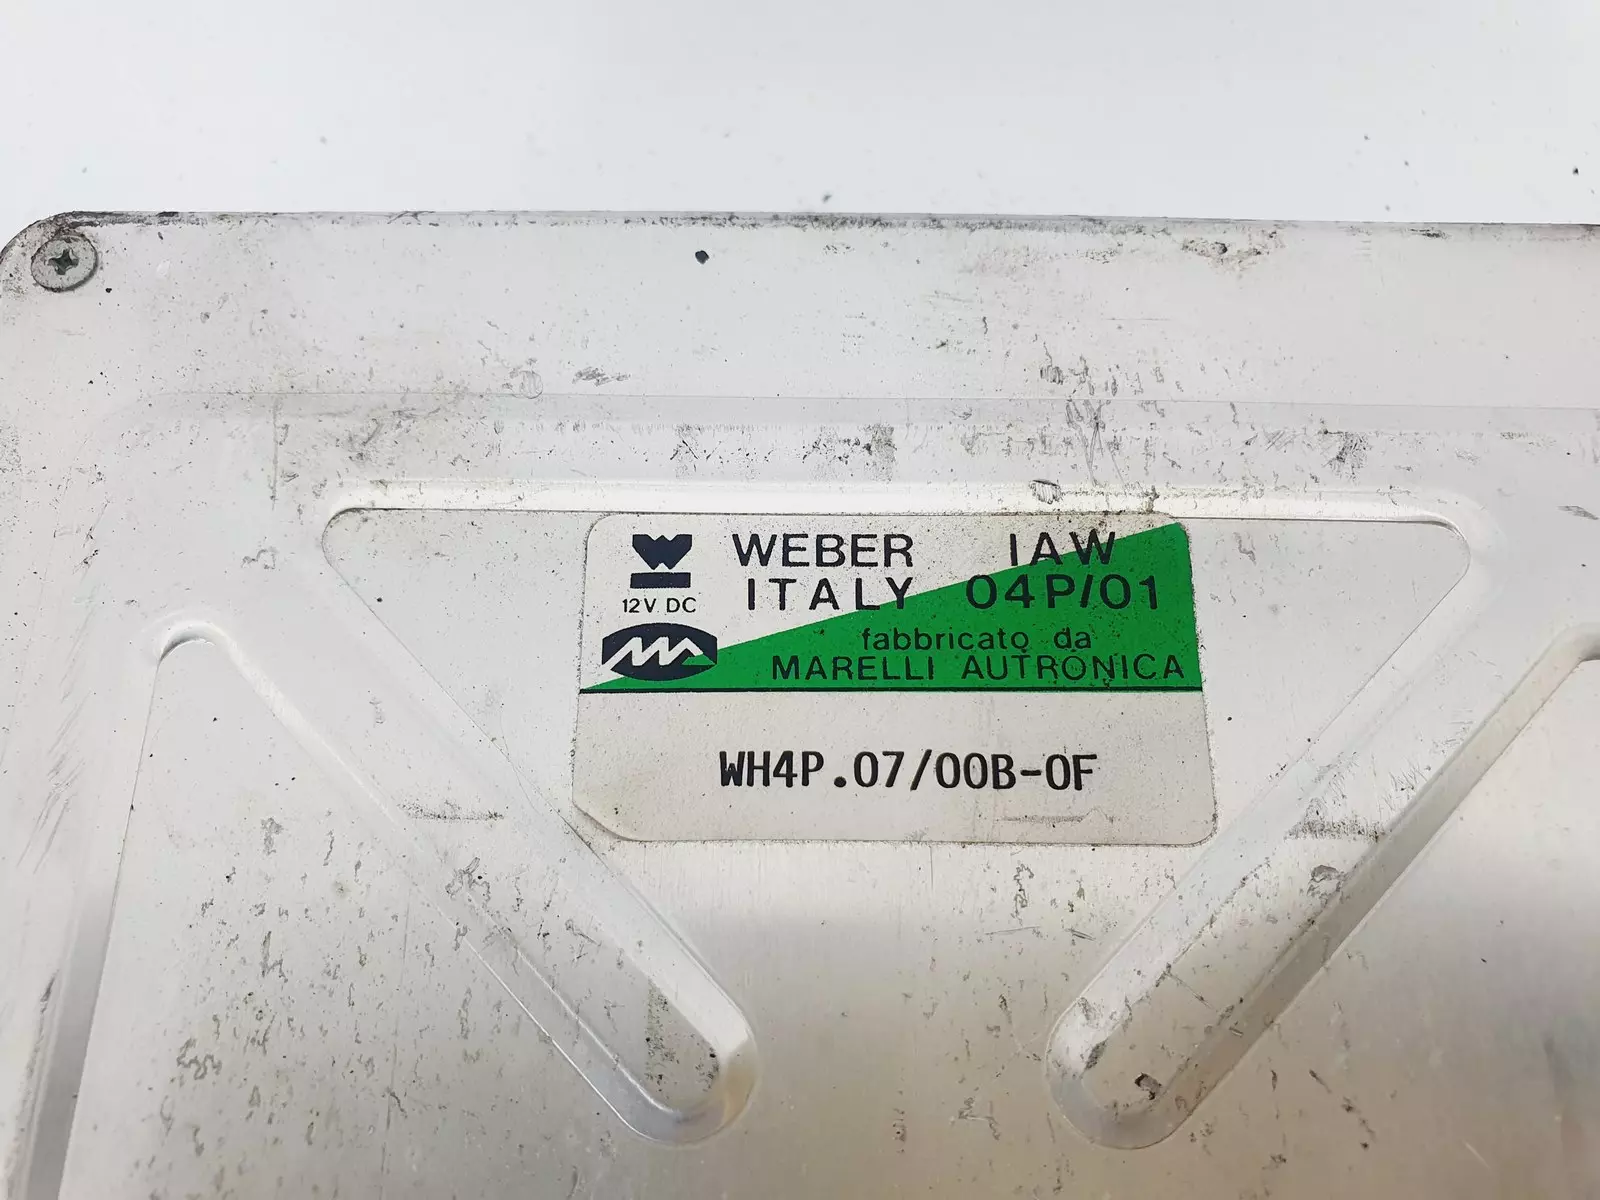 WEBER IAW
ITALY 04P/01
12V DC
fabbricato da
MARELLI AUTRONICA
WH4P.07/00B-0F